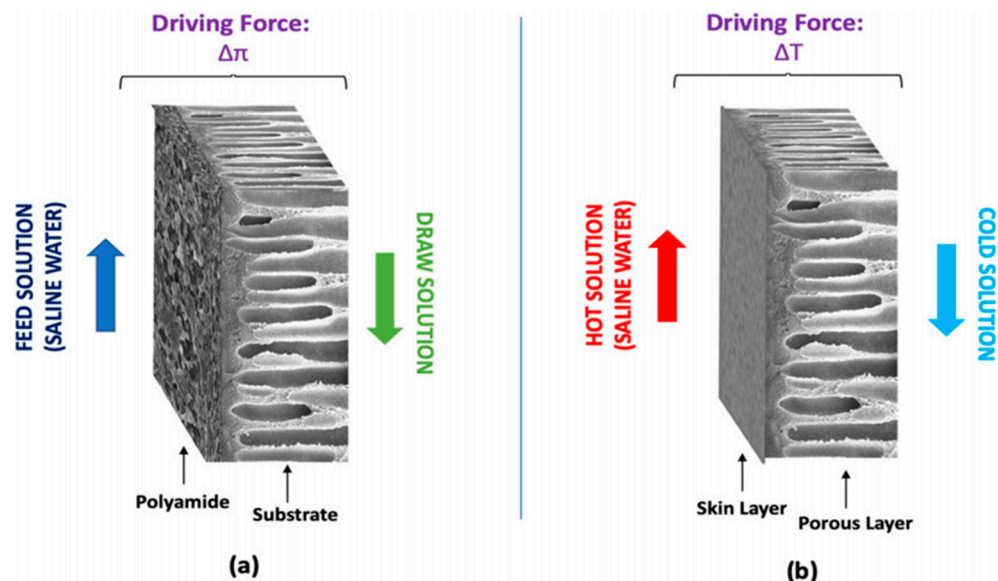 Driving Force:
Δπ
FEED SOLUTION
(SALINE WATER)
DRAW SOLUTION
Polyamide
Substrate
(a)
Driving Force:
ΔT
HOT SOLUTION
(SALINE WATER)
COLD SOLUTION
Skin Layer
Porous Layer
(b)